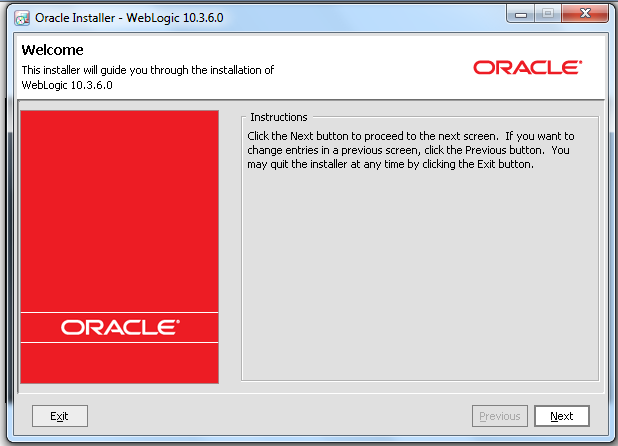 Oracle Installer - WebLogic 10.3.6.0
Welcome
This installer will guide you through the installation of
WebLogic 10.3.6.0
ORACLE®
Instructions
Click the Next button to proceed to the next screen. If you want to
change entries in a previous screen, click the Previous button. You
may quit the installer at any time by clicking the Exit button.
ORACLE®
Exit
Previous
Next